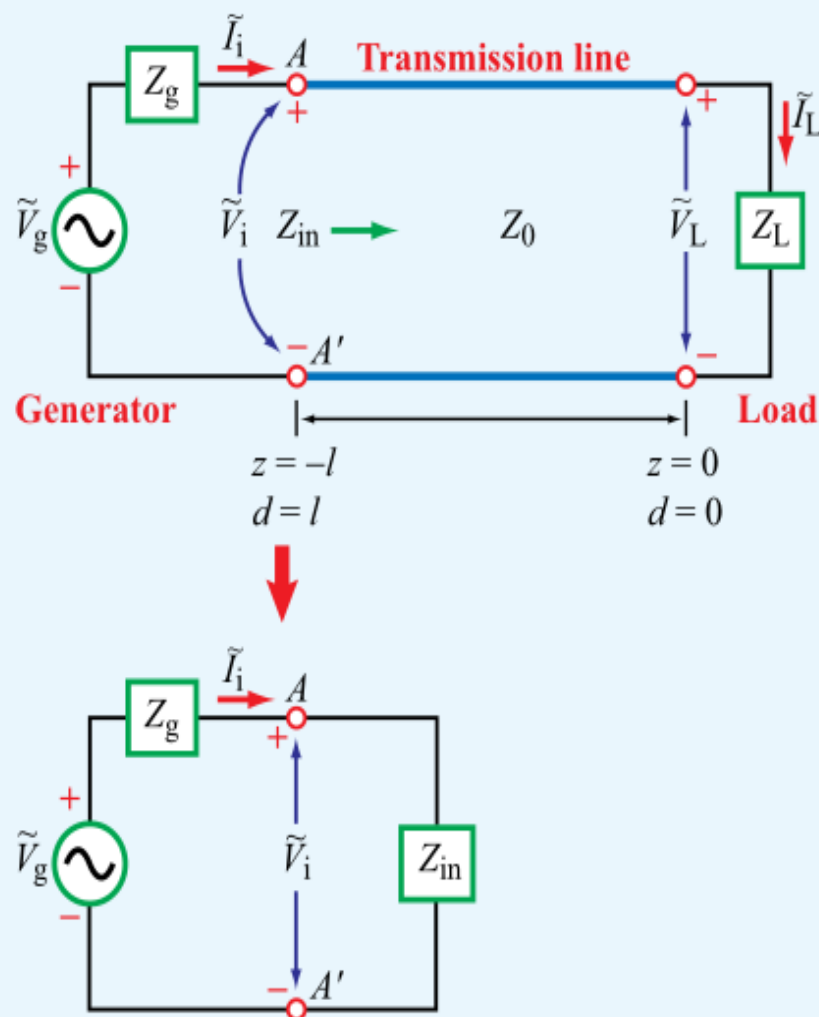 Ĩi A Transmission line
Zg + + ĨL
+
Ṽg Ṽi Zin Z0 ṼL ZL
−
− A′ −
Generator Load
z = −l z = 0
d = l d = 0
Ĩi A
Zg +
+
Ṽg Ṽi Zin
−
− A′